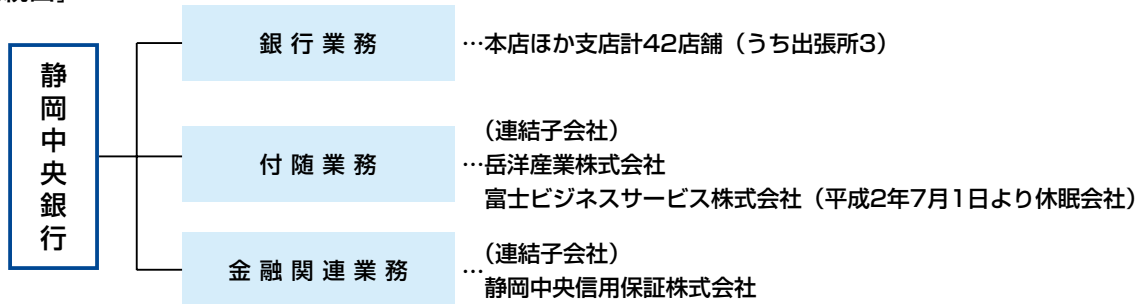 静岡中央銀行
銀行業務
…本店ほか支店計42店舗（うち出張所3）
付随業務
（連結子会社）
…岳洋産業株式会社
富士ビジネスサービス株式会社（平成2年7月1日より休眠会社）
金融関連業務
（連結子会社）
…静岡中央信用保証株式会社